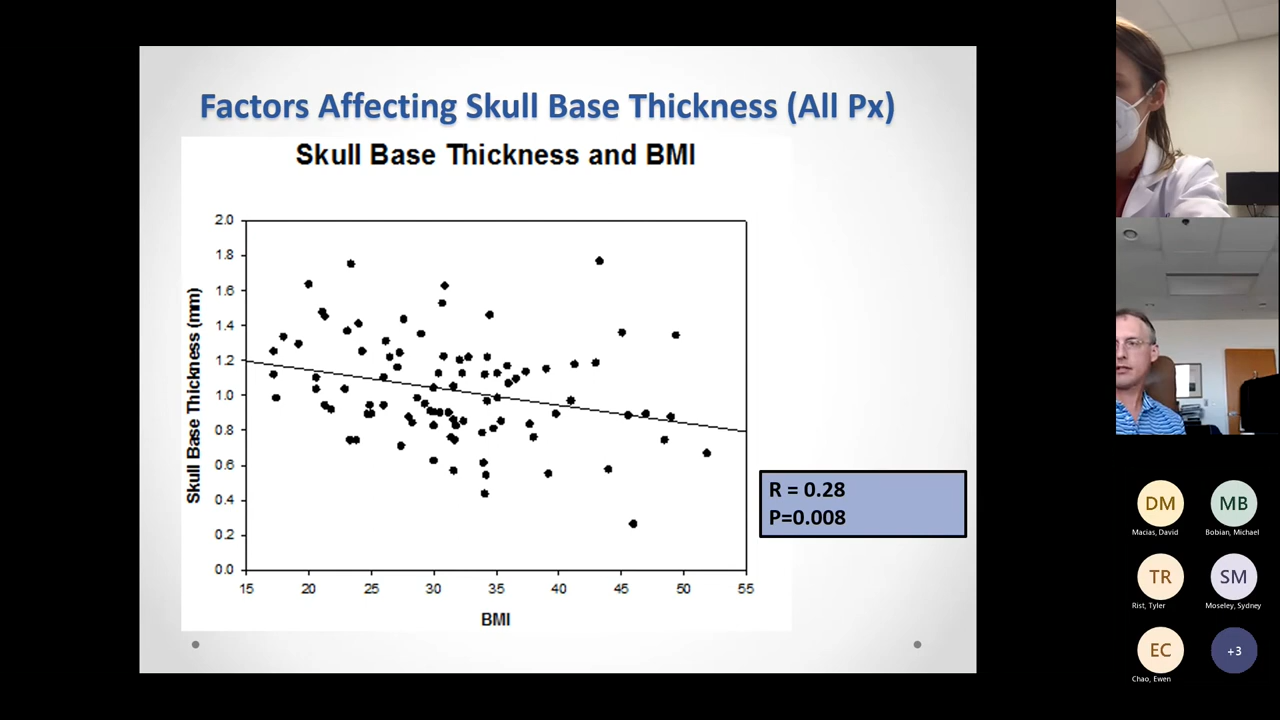 Factors Affecting Skull Base Thickness (All Px)
Skull Base Thickness and BMI
Skull Base Thickness (mm)
2.0
1.8
1.6
1.4
1.2
1.0
0.8
0.6
0.4
0.2
0.0
15 20 25 30 35 40 45 50 55
BMI
R = 0.28
P=0.008
DM MB
Macias, David Bobian, Michael
TR SM
Rist, Tyler Moseley, Sydney
EC +3
Chao, Ewen